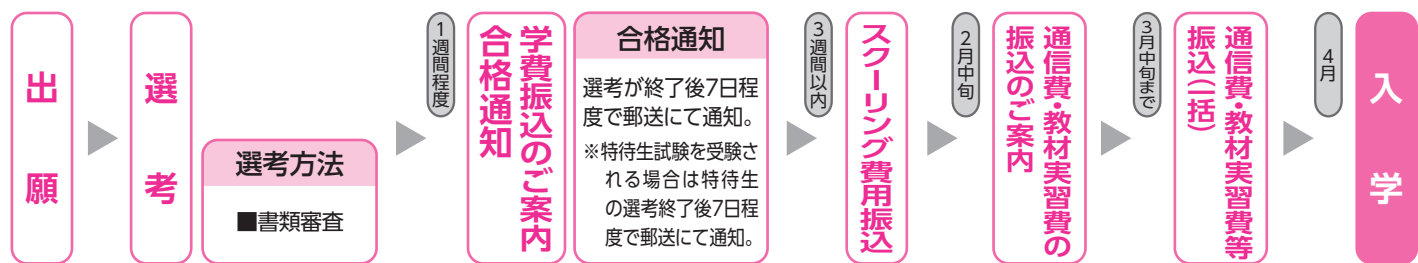 出願
選考
選考方法
■書類審査
1週間程度
学費振込のご案内
合格通知
合格通知
選考が終了後7日程
度で郵送にて通知。
※特待生試験を受験さ
れる場合は特待生
の選考終了後7日程
度で郵送にて通知。
3週間以内
スクーリング費用振込
2月中旬
通信費・教材実習費の
振込のご案内
3月中旬まで
通信費・教材実習費等
振込(一括)
4月
入学